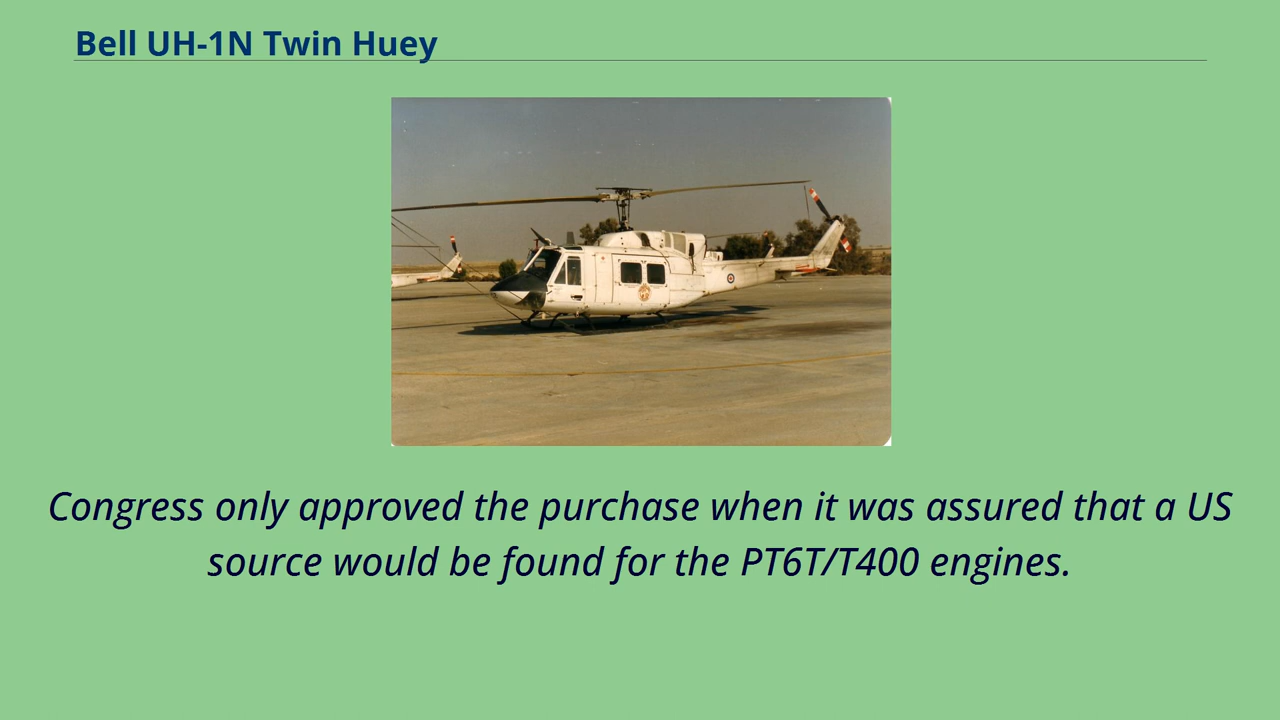 Bell UH-1N Twin Huey
Congress only approved the purchase when it was assured that a US
source would be found for the PT6T/T400 engines.